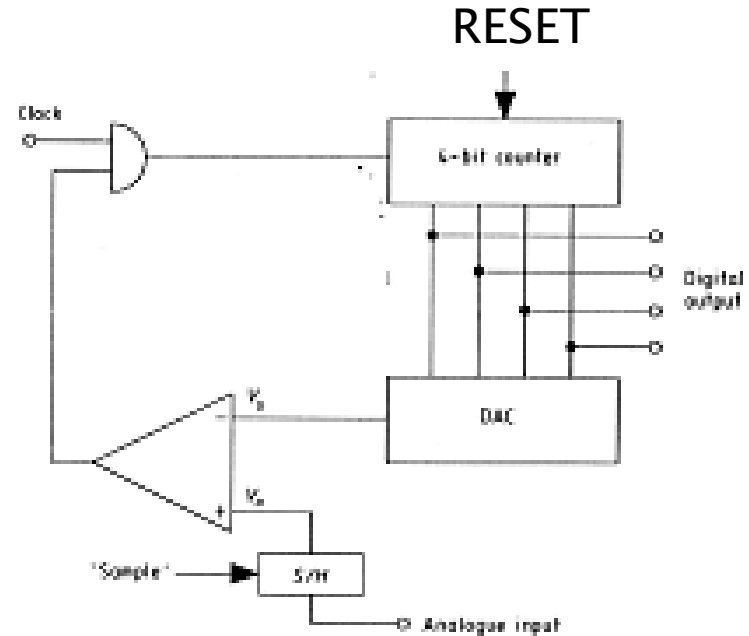 RESET
Clock
4-bit counter
Digital
output
DAC
-
+
'Sample'
S/H
Analogue input